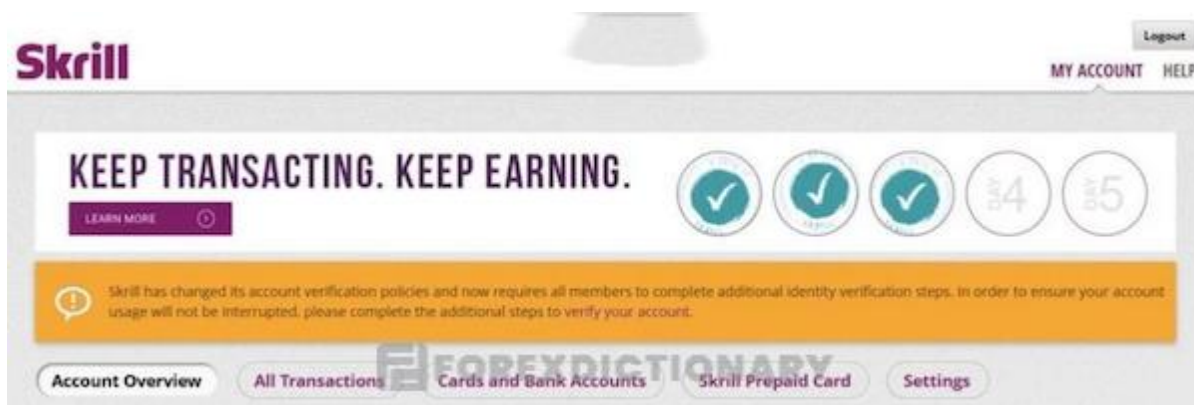 Logout
Skrill
MY ACCOUNT HELP
KEEP TRANSACTING. KEEP EARNING.
LEARN MORE
DAY 4
DAY 5
Skrill has changed its account verification policies and now requires all members to complete additional identity verification steps. In order to ensure your account
usage will not be interrupted, please complete the additional steps to verify your account.
FOREXDICTIONARY
Account Overview All Transactions Cards and Bank Accounts Skrill Prepaid Card Settings